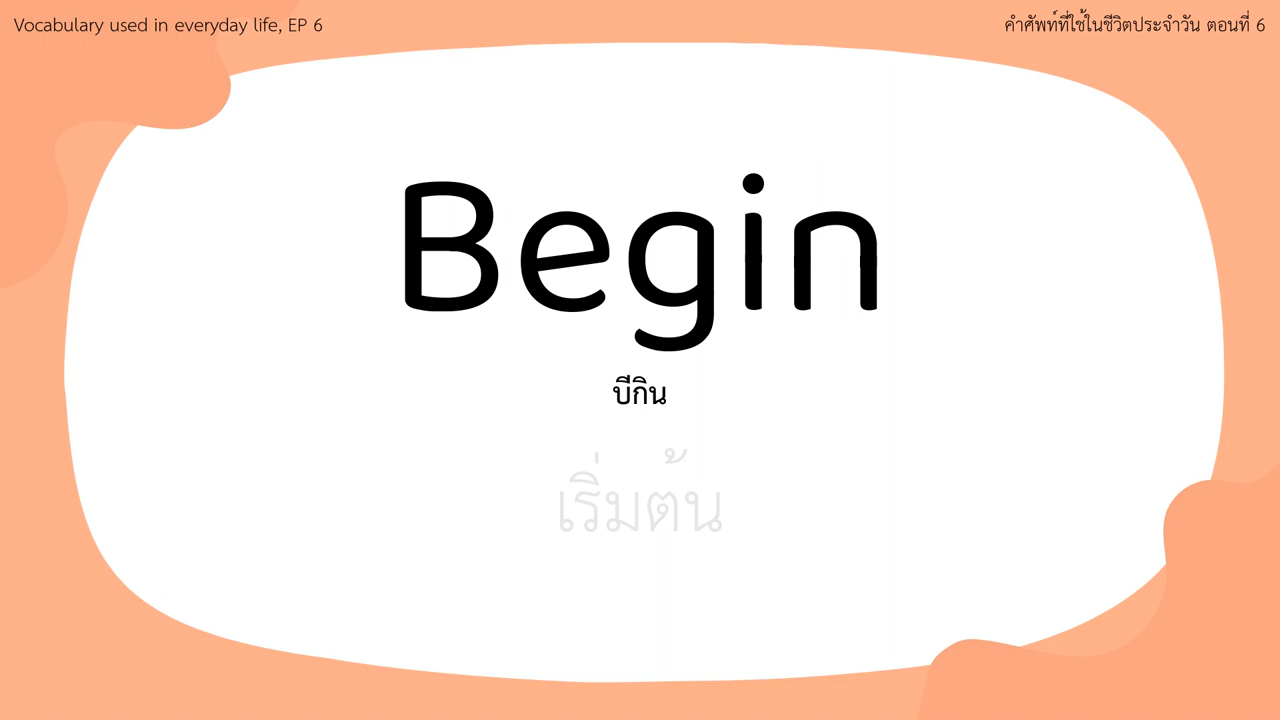 Vocabulary used in everyday life, EP 6
คำศัพท์ที่ใช้ในชีวิตประจำวัน ตอนที่ 6
Begin
บีกิน
เริ่มต้น